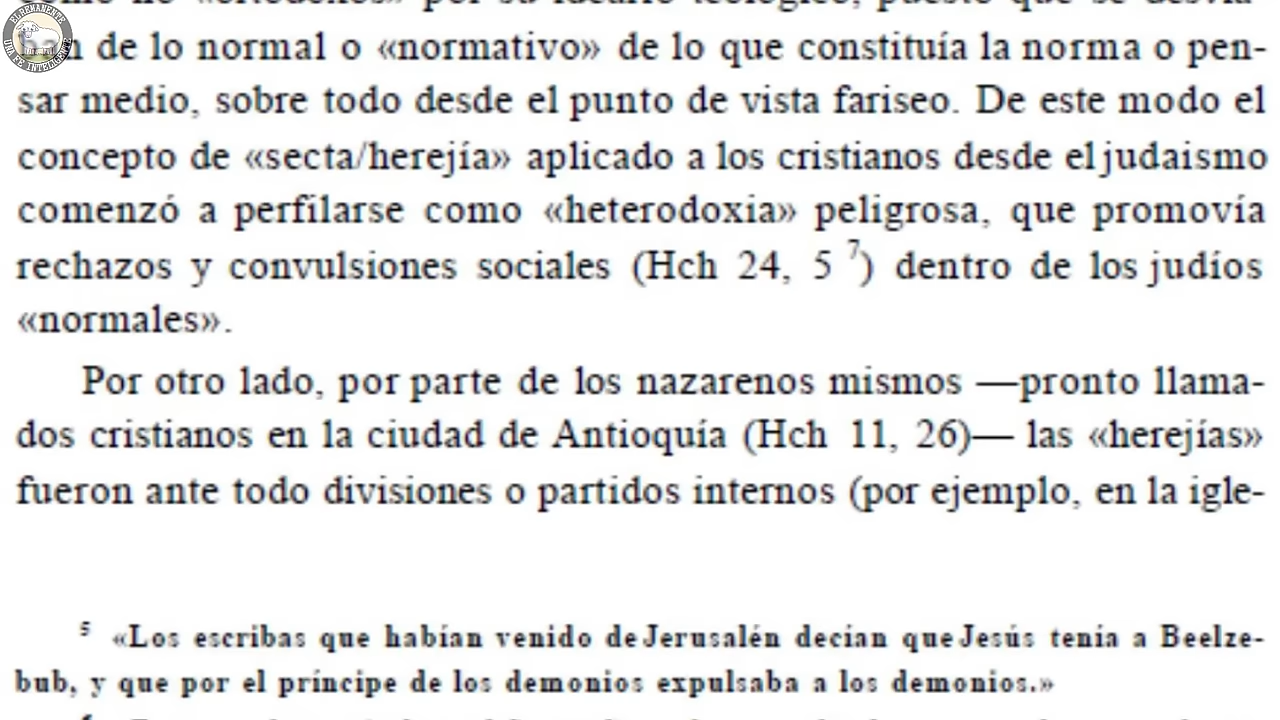 ELREMANENTE
UNA FE INTELIGENTE
de lo normal o «normativo» de lo que constituía la norma o pen-
sar medio, sobre todo desde el punto de vista fariseo. De este modo el
concepto de «secta/herejía» aplicado a los cristianos desde el judaismo
comenzó a perfilarse como «heterodoxia» peligrosa, que promovía
rechazos y convulsiones sociales (Hch 24, 5 7) dentro de los judíos
«normales».
Por otro lado, por parte de los nazarenos mismos —pronto llama-
dos cristianos en la ciudad de Antioquía (Hch 11, 26)— las «herejías»
fueron ante todo divisiones o partidos internos (por ejemplo, en la igle-
5 «Los escribas que habían venido de Jerusalén decían que Jesús tenía a Beelze-
bub, y que por el príncipe de los demonios expulsaba a los demonios.»